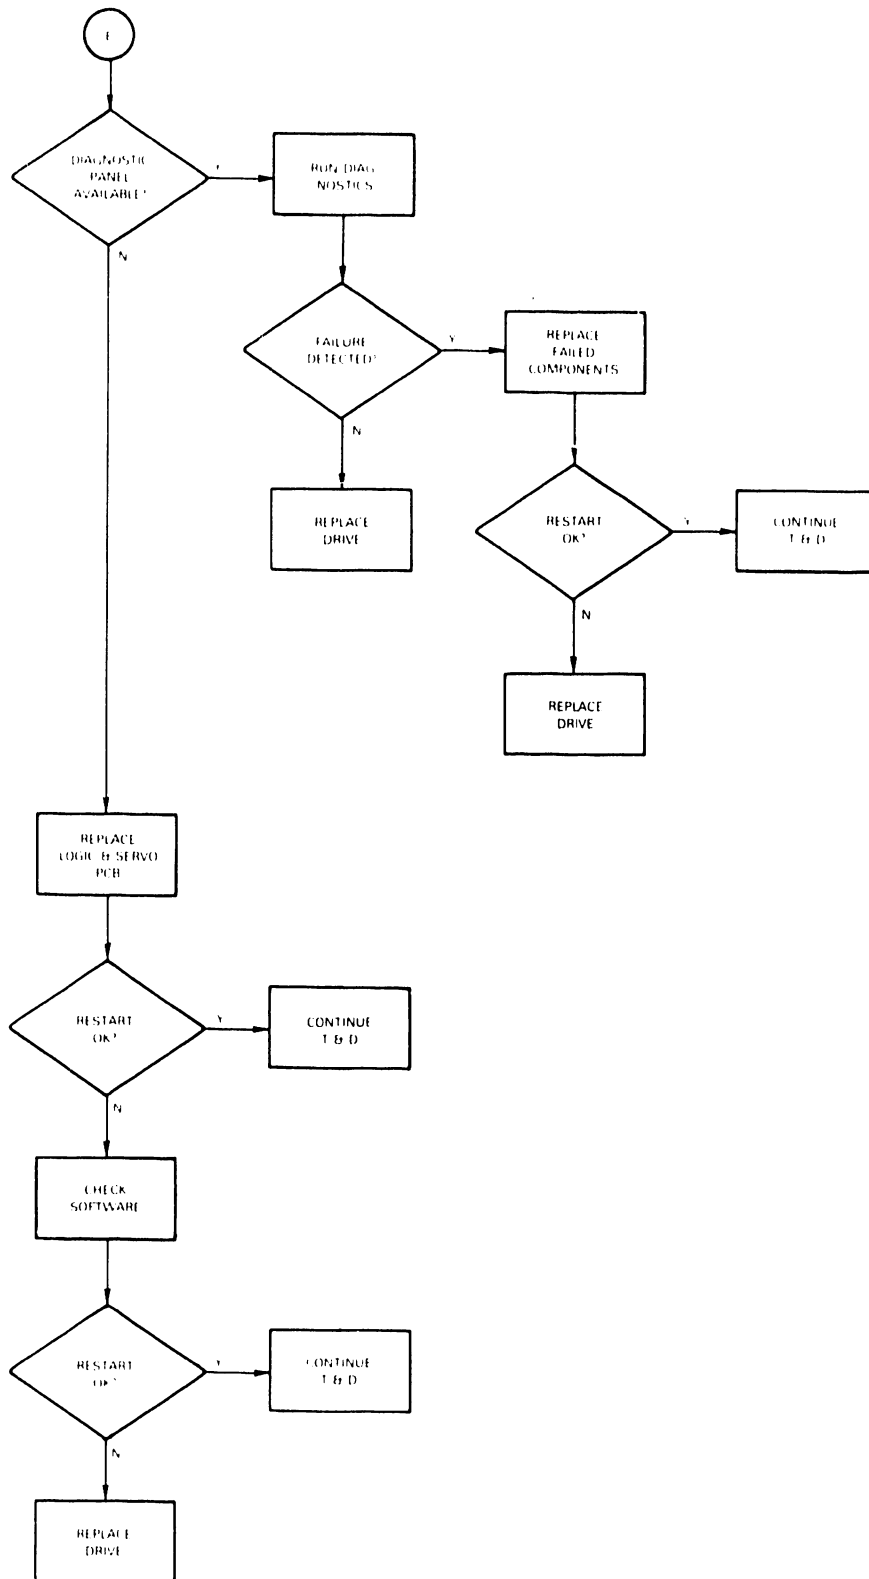 E
DIAGNOSTIC
PANEL
AVAILABLE?
Y
N
RUN DIAG
NOSTICS
FAILURE
DETECTED?
Y
N
REPLACE
FAILED
COMPONENTS
REPLACE
DRIVE
RESTART
OK?
Y
N
CONTINUE
T & D
REPLACE
DRIVE
REPLACE
LOGIC & SERVO
PCB
RESTART
OK?
Y
N
CONTINUE
T & D
CHECK
SOFTWARE
RESTART
OK?
Y
N
CONTINUE
T & D
REPLACE
DRIVE